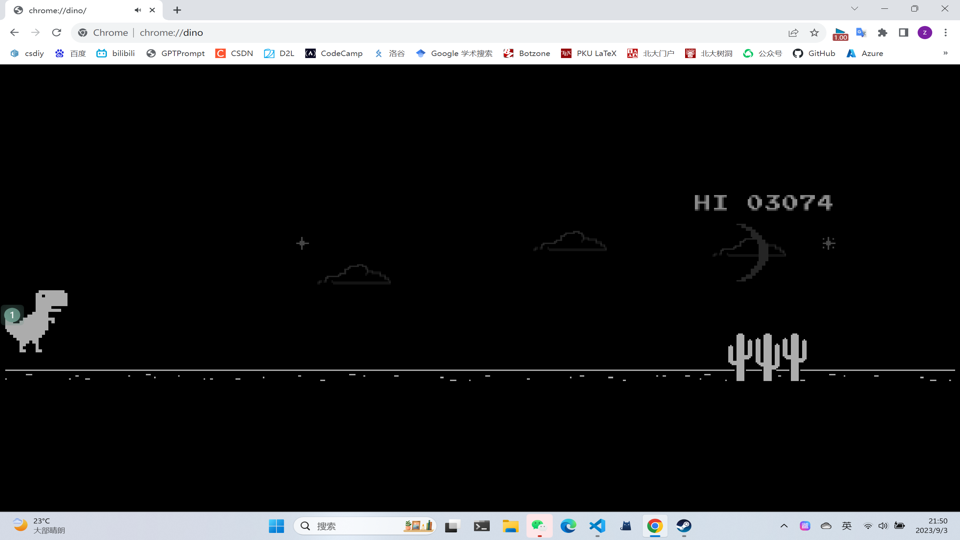 chrome://dino/
Chrome | chrome://dino
1.00
z
csdiy 百度 bilibili GPTPrompt CSDN D2L CodeCamp 洛谷 Google 学术搜索 Botzone PKU LaTeX 北大门户 北大树洞 公众号 GitHub Azure »
HI 03074
1
23°C
大部晴朗
搜索
英
21:50
2023/9/3